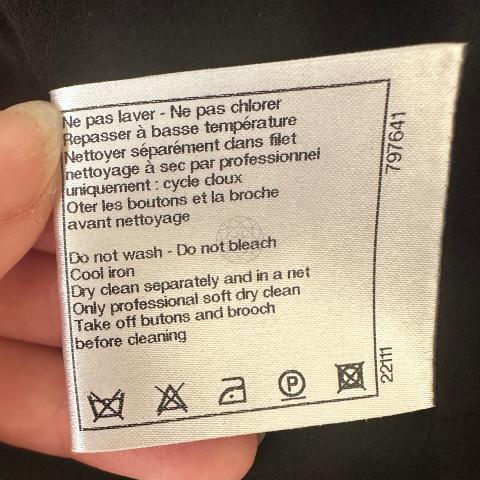 Ne pas laver - Ne pas chlorer
Repasser à basse température
Nettoyer séparément dans filet
nettoyage à sec par professionnel
uniquement : cycle doux
Oter les boutons et la broche
avant nettoyage
Do not wash - Do not bleach
Cool iron
Dry clean separately and in a net
Only professional soft dry clean
Take off butons and brooch
before cleaning
P
797641
22111